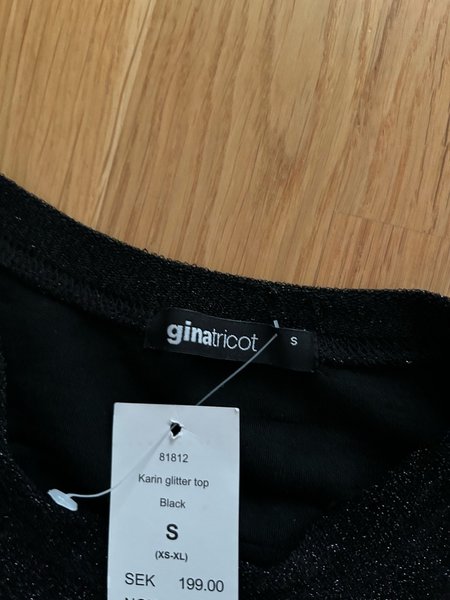 ginatricot
S
81812
Karin glitter top
Black
S
(XS-XL)
SEK 199.00